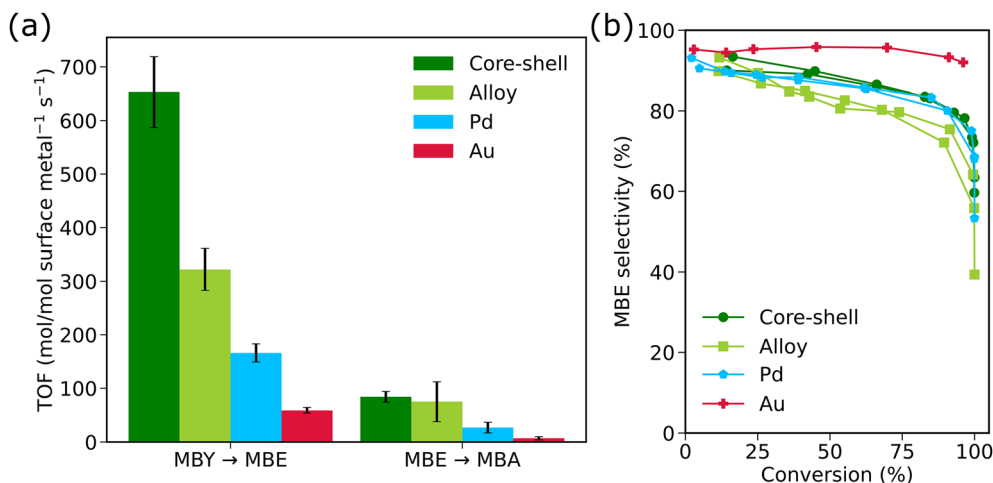 (a)
TOF (mol/mol surface metal⁻¹ s⁻¹)
700
600
500
400
300
200
100
0
Core-shell
Alloy
Pd
Au
MBY → MBE
MBE → MBA
(b)
MBE selectivity (%)
100
80
60
40
20
0
Core-shell
Alloy
Pd
Au
0 25 50 75 100
Conversion (%)